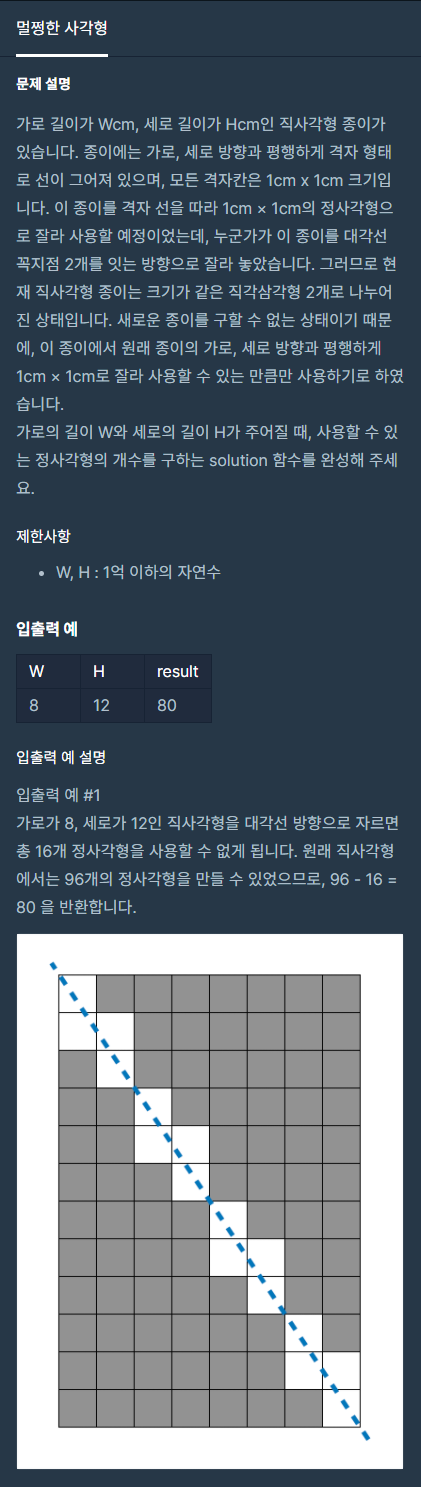 멀쩡한 사각형
문제 설명
가로 길이가 Wcm, 세로 길이가 Hcm인 직사각형 종이가
있습니다. 종이에는 가로, 세로 방향과 평행하게 격자 형태
로 선이 그어져 있으며, 모든 격자칸은 1cm x 1cm 크기입
니다. 이 종이를 격자 선을 따라 1cm × 1cm의 정사각형으
로 잘라 사용할 예정이었는데, 누군가가 이 종이를 대각선
꼭지점 2개를 잇는 방향으로 잘라 놓았습니다. 그러므로 현
재 직사각형 종이는 크기가 같은 직각삼각형 2개로 나누어
진 상태입니다. 새로운 종이를 구할 수 없는 상태이기 때문
에, 이 종이에서 원래 종이의 가로, 세로 방향과 평행하게
1cm × 1cm로 잘라 사용할 수 있는 만큼만 사용하기로 하였
습니다.
가로의 길이 W와 세로의 길이 H가 주어질 때, 사용할 수 있
는 정사각형의 개수를 구하는 solution 함수를 완성해 주세
요.
제한사항
• W, H : 1억 이하의 자연수
입출력 예
W H result
8 12 80
입출력 예 설명
입출력 예 #1
가로가 8, 세로가 12인 직사각형을 대각선 방향으로 자르면
총 16개 정사각형을 사용할 수 없게 됩니다. 원래 직사각형
에서는 96개의 정사각형을 만들 수 있었으므로, 96 - 16 =
80 을 반환합니다.